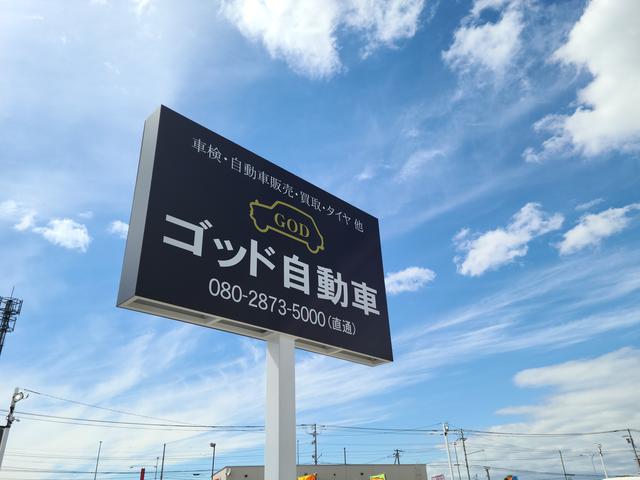 車検・自動車販売・買取・タイヤ 他
GOD
ゴッド自動車
080-2873-5000(直通)